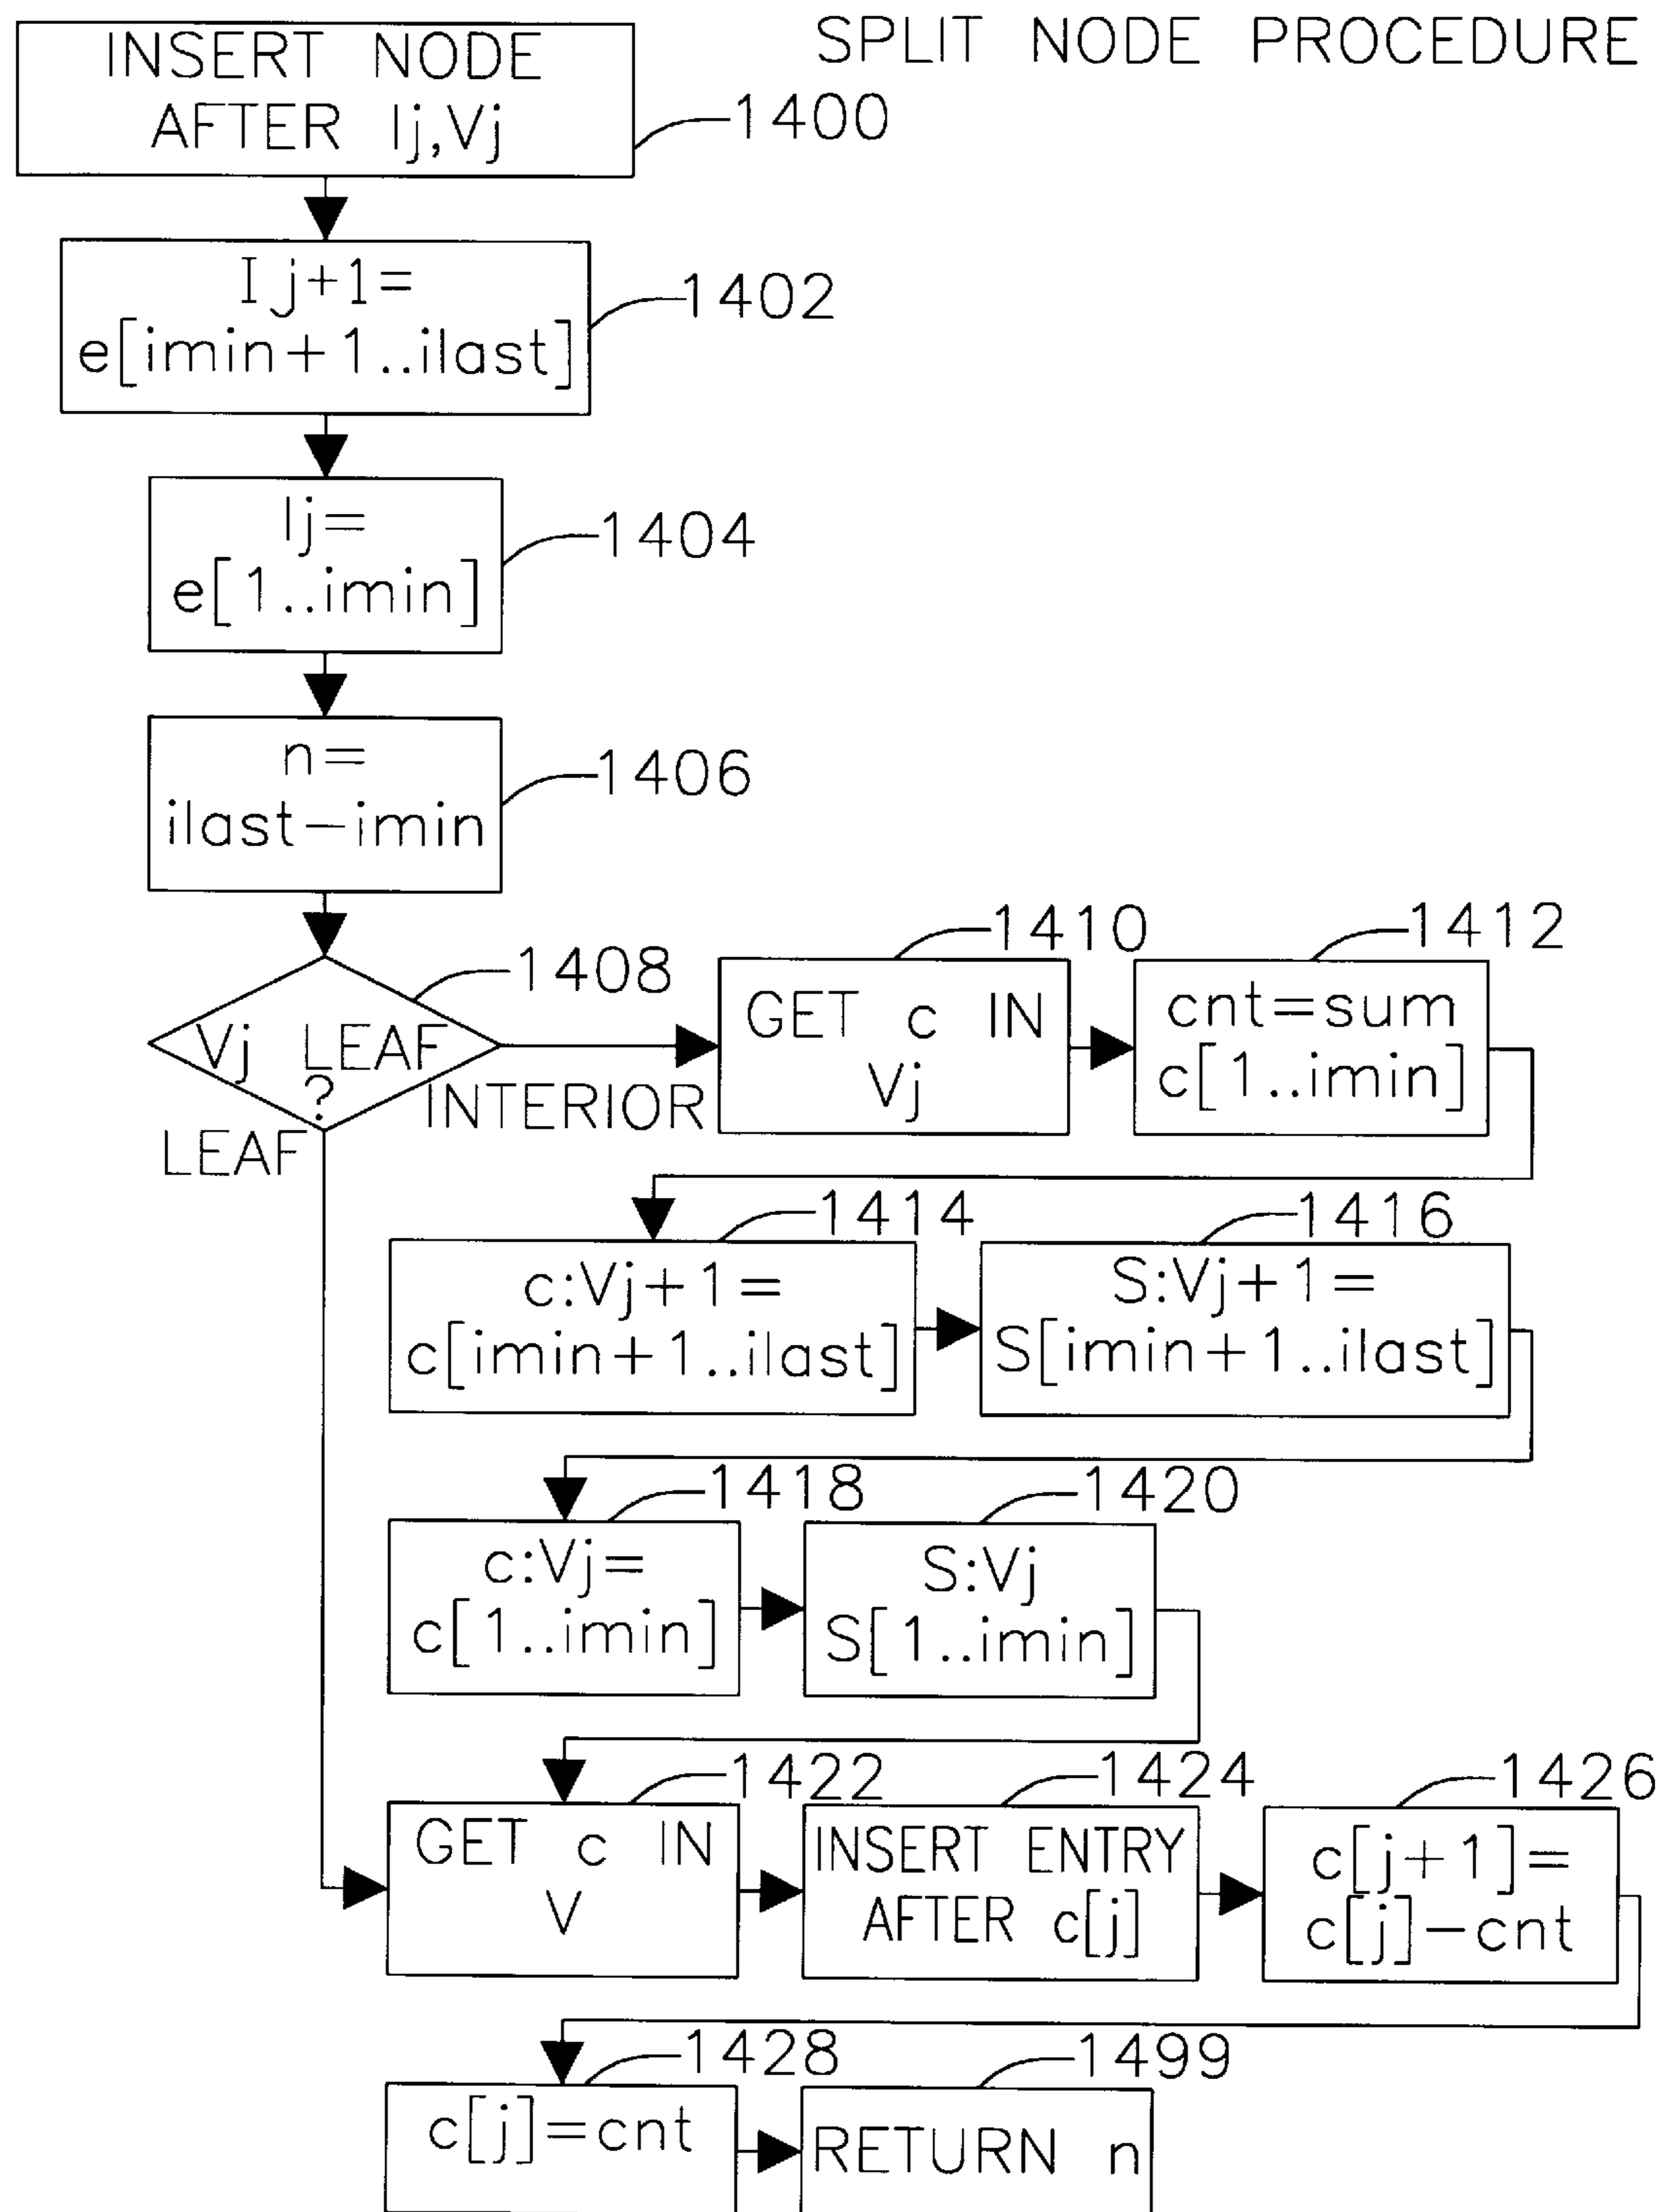 SPLIT NODE PROCEDURE
INSERT NODE
AFTER Ij,Vj
1400
Ij+1=
e[imin+1..ilast]
1402
Ij=
e[1..imin]
1404
n=
ilast-imin
1406
Vj LEAF
?
1408
INTERIOR
LEAF
GET c IN
Vj
1410
cnt=sum
c[1..imin]
1412
c:Vj+1=
c[imin+1..ilast]
1414
S:Vj+1=
S[imin+1..ilast]
1416
c:Vj=
c[1..imin]
1418
S:Vj
S[1..imin]
1420
GET c IN
V
1422
INSERT ENTRY
AFTER c[j]
1424
c[j+1]=
c[j]-cnt
1426
c[j]=cnt
1428
RETURN n
1499